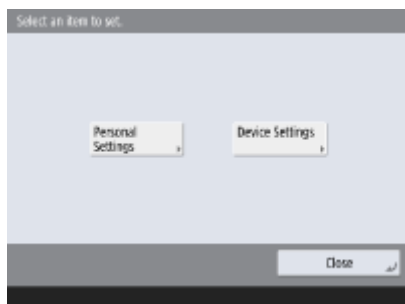 Select an item to set.
Personal
Settings
Device Settings
Close